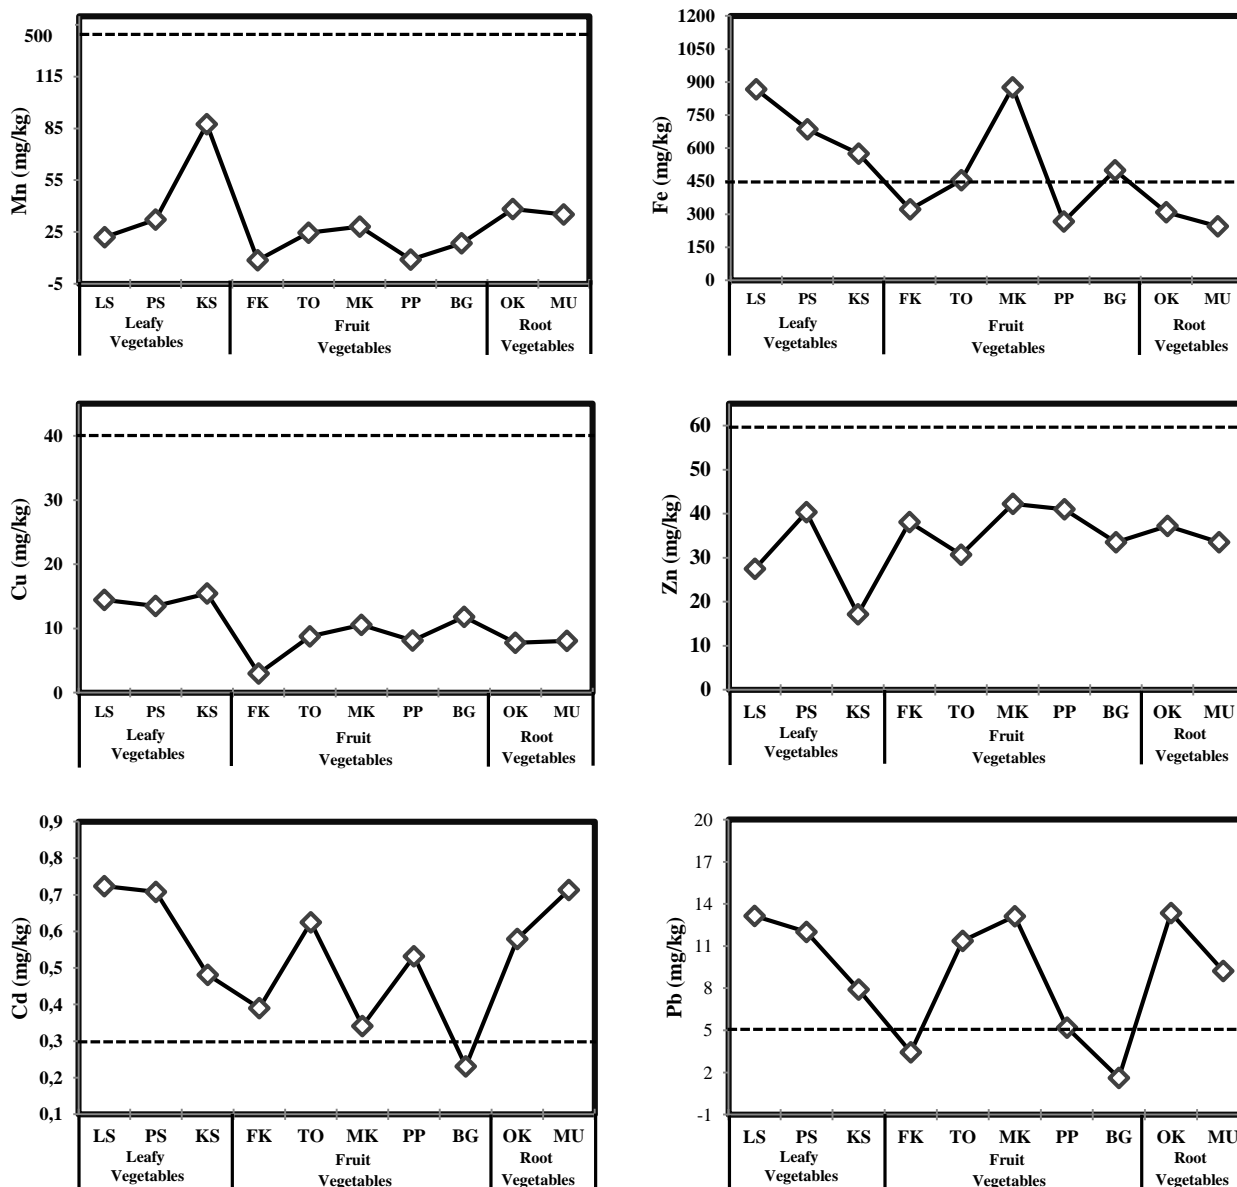 Mn (mg/kg)
500
115
85
55
25
-5
LS PS KS FK TO MK PP BG OK MU
Leafy
Vegetables
Fruit
Vegetables
Root
Vegetables
Fe (mg/kg)
1200
1050
900
750
600
450
300
150
0
LS PS KS FK TO MK PP BG OK MU
Leafy
Vegetables
Fruit
Vegetables
Root
Vegetables
Cu (mg/kg)
40
30
20
10
0
LS PS KS FK TO MK PP BG OK MU
Leafy
Vegetables
Fruit
Vegetables
Root
Vegetables
Zn (mg/kg)
60
50
40
30
20
10
0
LS PS KS FK TO MK PP BG OK MU
Leafy
Vegetables
Fruit
Vegetables
Root
Vegetables
Cd (mg/kg)
0,9
0,8
0,7
0,6
0,5
0,4
0,3
0,2
0,1
LS PS KS FK TO MK PP BG OK MU
Leafy
Vegetables
Fruit
Vegetables
Root
Vegetables
Pb (mg/kg)
20
17
14
11
8
5
2
-1
LS PS KS FK TO MK PP BG OK MU
Leafy
Vegetables
Fruit
Vegetables
Root
Vegetables